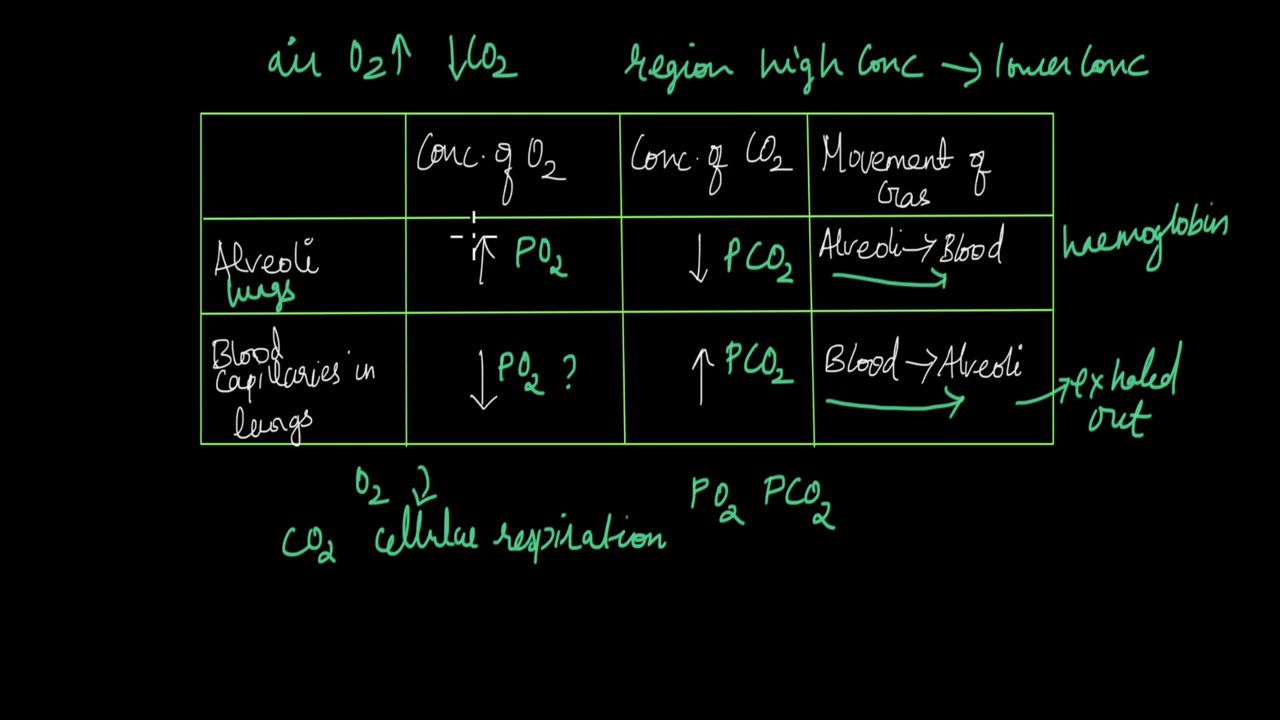 air O2↑ ↓CO2 region high Conc → lower Conc
Conc. of O2 Conc. of CO2 Movement of Gas
Alveoli lungs ↑ PO2 ↓ PCO2 Alveoli → Blood haemoglobin
Blood capillaries in lungs ↓ PO2 ? ↑ PCO2 Blood → Alveoli → exhaled out
O2 PO2 PCO2
CO2 cellular respiration